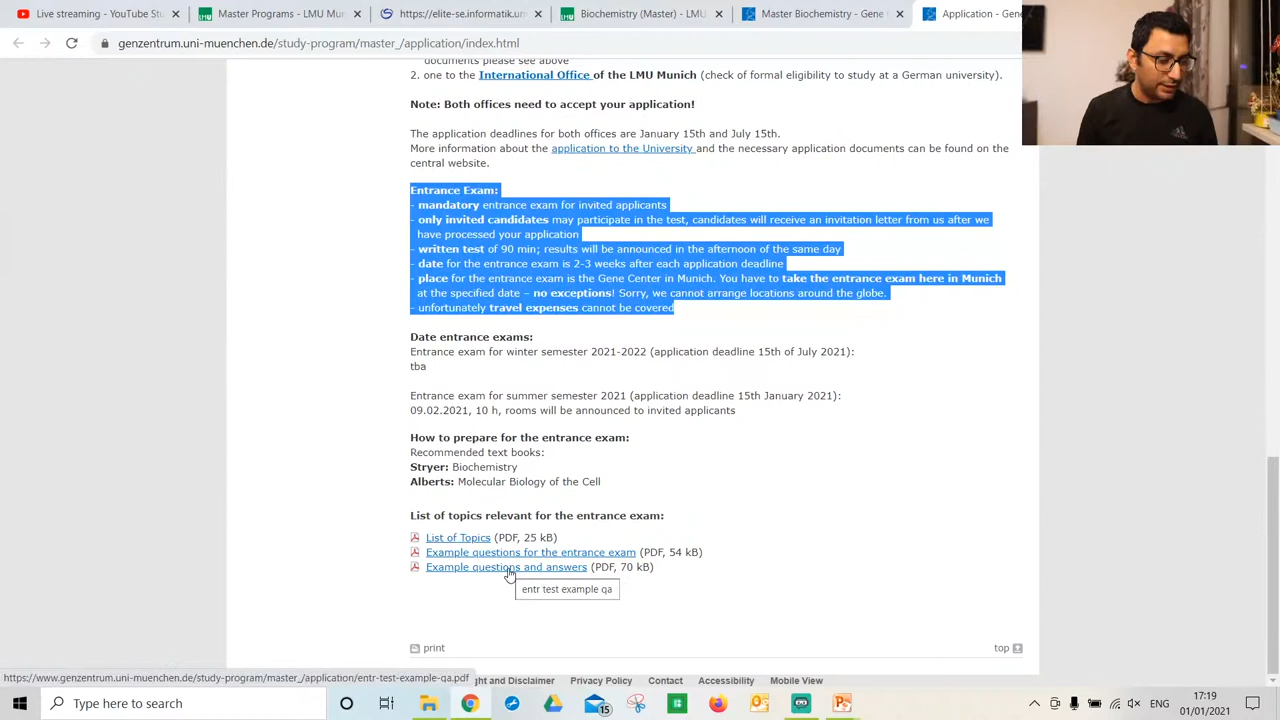 Live streaming - YouTube St
Master Programs - LMU Mun
https://elite-se.informatik.uni
Biochemistry (Master) - LMU
Master Biochemistry - Gene C
Application - Gen
genzentrum.uni-muenchen.de/study-program/master_/application/index.html
documents please see above
2. one to the International Office of the LMU Munich (check of formal eligibility to study at a German university).
Note: Both offices need to accept your application!
The application deadlines for both offices are January 15th and July 15th.
More information about the application to the University and the necessary application documents can be found on the
central website.
Entrance Exam:
- mandatory entrance exam for invited applicants
- only invited candidates may participate in the test, candidates will receive an invitation letter from us after we
have processed your application
- written test of 90 min; results will be announced in the afternoon of the same day
- date for the entrance exam is 2-3 weeks after each application deadline
- place for the entrance exam is the Gene Center in Munich. You have to take the entrance exam here in Munich
at the specified date – no exceptions! Sorry, we cannot arrange locations around the globe.
- unfortunately travel expenses cannot be covered
Date entrance exams:
Entrance exam for winter semester 2021-2022 (application deadline 15th of July 2021):
tba
Entrance exam for summer semester 2021 (application deadline 15th January 2021):
09.02.2021, 10 h, rooms will be announced to invited applicants
How to prepare for the entrance exam:
Recommended text books:
Stryer: Biochemistry
Alberts: Molecular Biology of the Cell
List of topics relevant for the entrance exam:
List of Topics (PDF, 25 kB)
Example questions for the entrance exam (PDF, 54 kB)
Example questions and answers (PDF, 70 kB)
entr test example qa
print
top
https://www.genzentrum.uni-muenchen.de/study-program/master_/application/entr-test-example-qa.pdf
ght and Disclaimer
Privacy Policy
Contact
Accessibility
Mobile View
Type here to search
15
ENG
17:19
01/01/2021